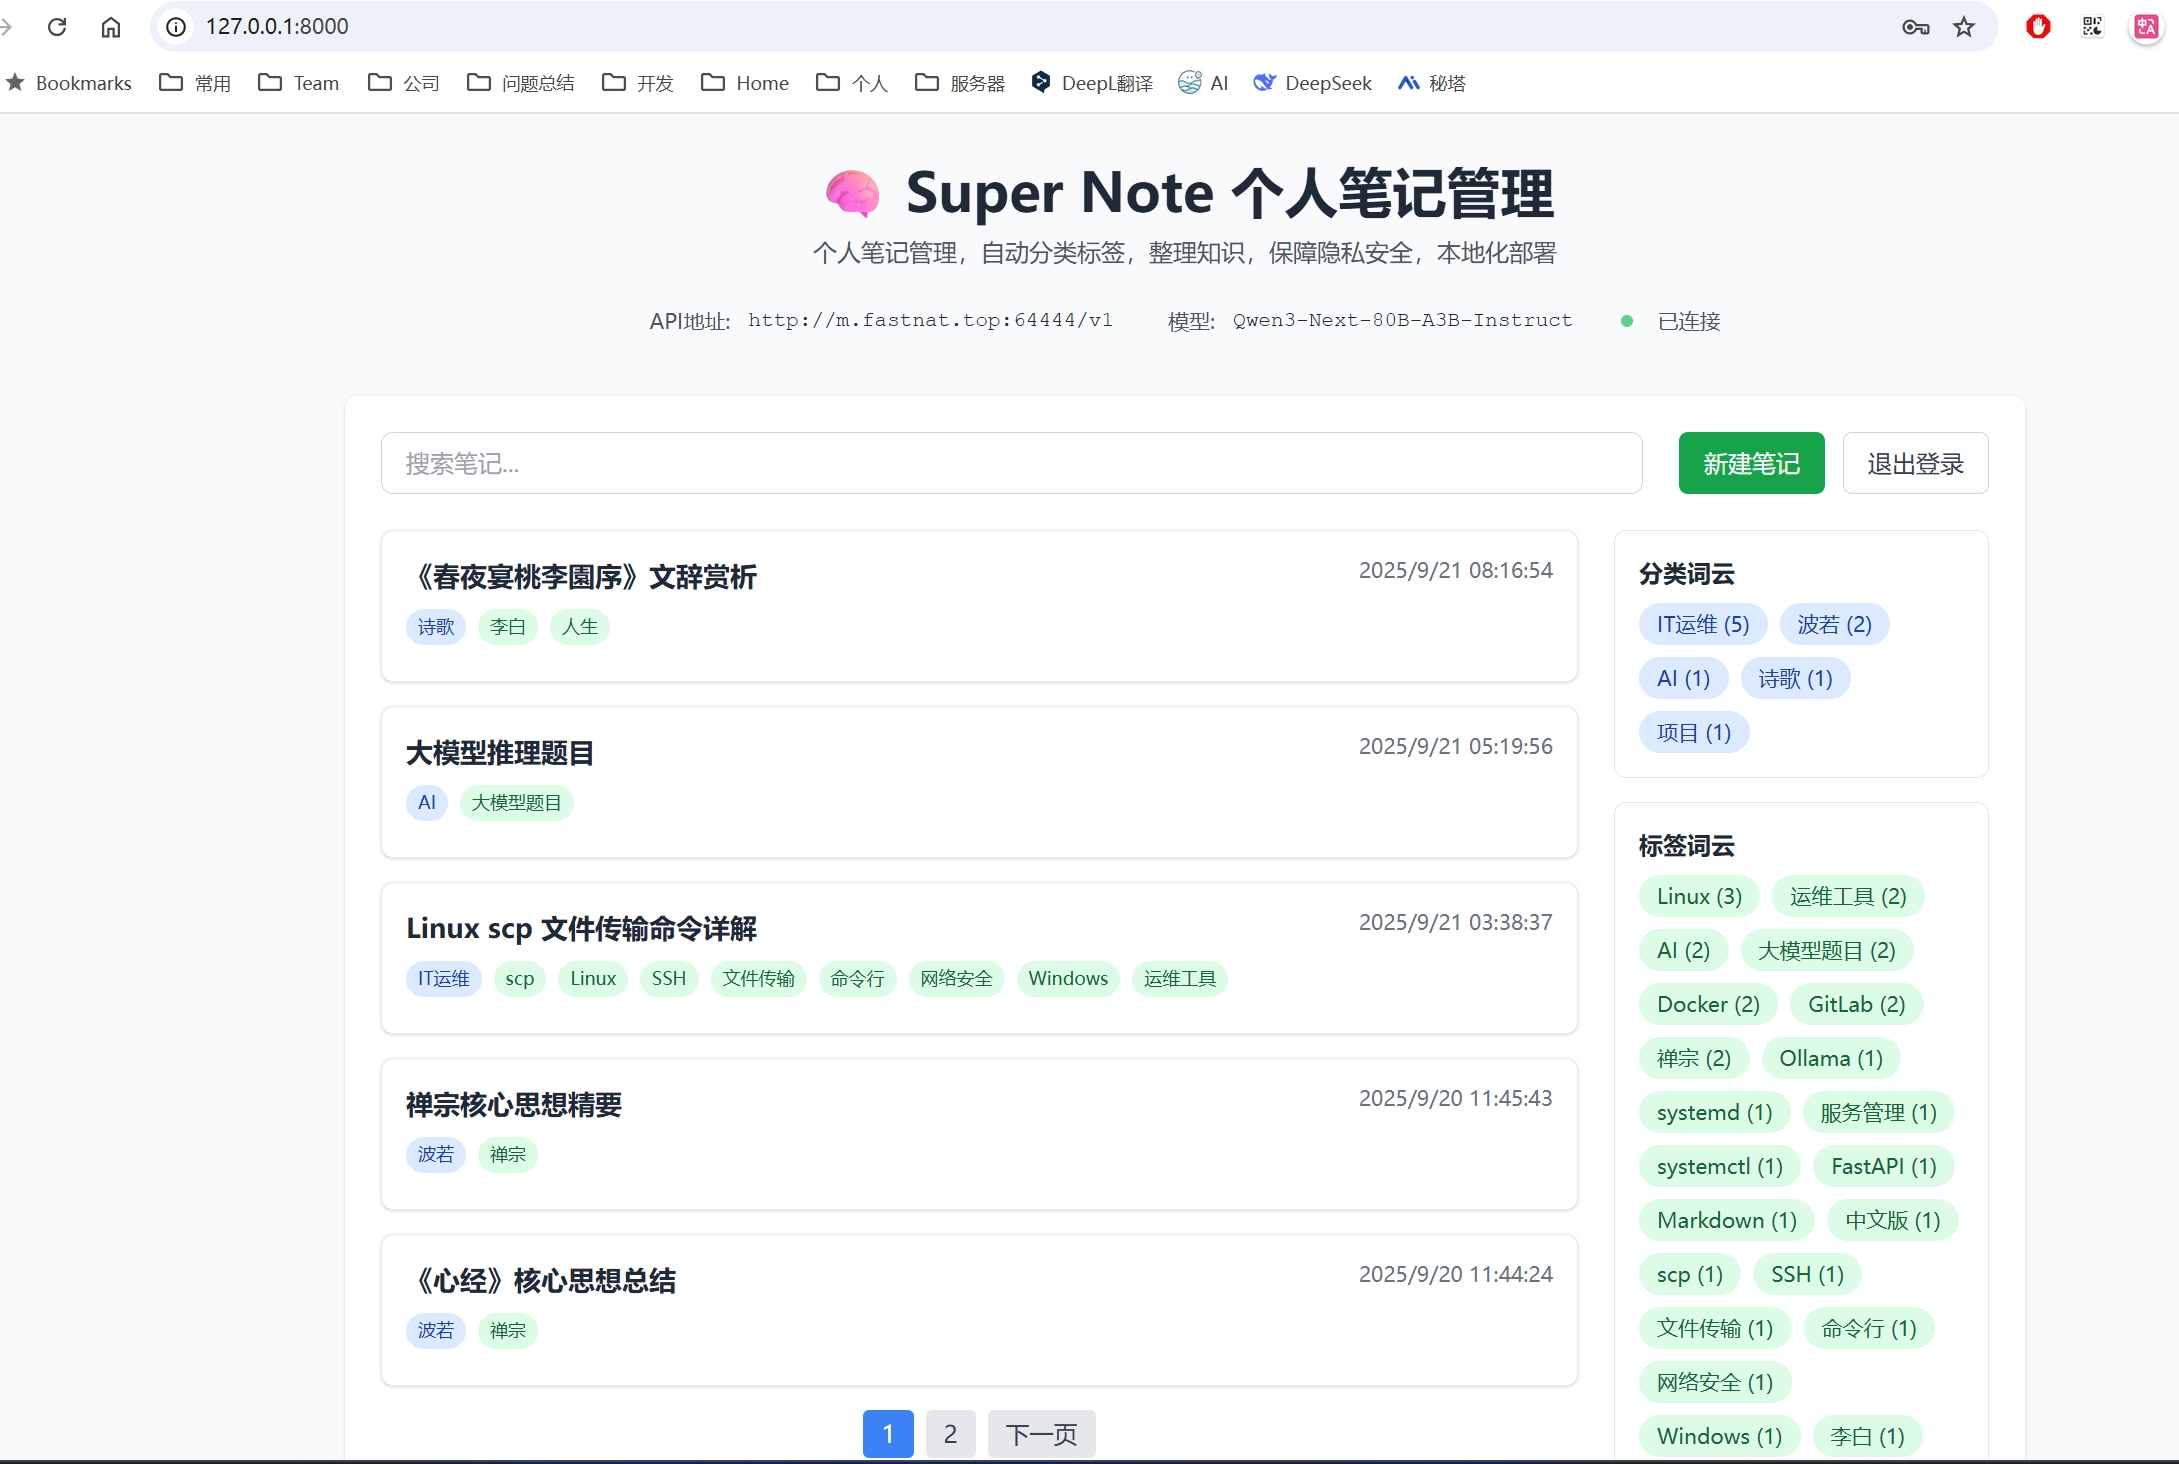 127.0.0.1:8000
Bookmarks 常用 Team 公司 问题总结 开发 Home 个人 服务器 DeepL翻译 AI DeepSeek 秘塔
Super Note 个人笔记管理
个人笔记管理，自动分类标签，整理知识，保障隐私安全，本地化部署
API地址: http://m.fastnat.top:64444/v1 模型: Qwen3-Next-80B-A3B-Instruct 已连接
搜索笔记...
新建笔记 退出登录
《春夜宴桃李園序》文辞赏析 2025/9/21 08:16:54
诗歌 李白 人生
大模型推理题目 2025/9/21 05:19:56
AI 大模型题目
Linux scp 文件传输命令详解 2025/9/21 03:38:37
IT运维 scp Linux SSH 文件传输 命令行 网络安全 Windows 运维工具
禅宗核心思想精要 2025/9/20 11:45:43
波若 禅宗
《心经》核心思想总结 2025/9/20 11:44:24
波若 禅宗
1 2 下一页
分类词云
IT运维 (5) 波若 (2)
AI (1) 诗歌 (1)
项目 (1)
标签词云
Linux (3) 运维工具 (2)
AI (2) 大模型题目 (2)
Docker (2) GitLab (2)
禅宗 (2) Ollama (1)
systemd (1) 服务管理 (1)
systemctl (1) FastAPI (1)
Markdown (1) 中文版 (1)
scp (1) SSH (1)
文件传输 (1) 命令行 (1)
网络安全 (1)
Windows (1) 李白 (1)